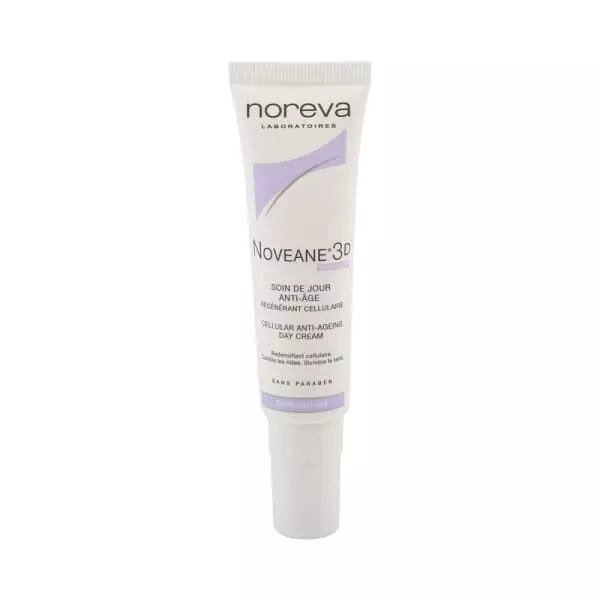 noreva
LABORATOIRES
NOVEANE® 3D
SOIN DE JOUR
ANTI-ÂGE
RÉGÉNÉRANT CELLULAIRE
CELLULAR ANTI-AGEING
DAY CREAM
Redensifiant cellulaire.
Comble les rides, Illumine le teint.
SANS PARABEN